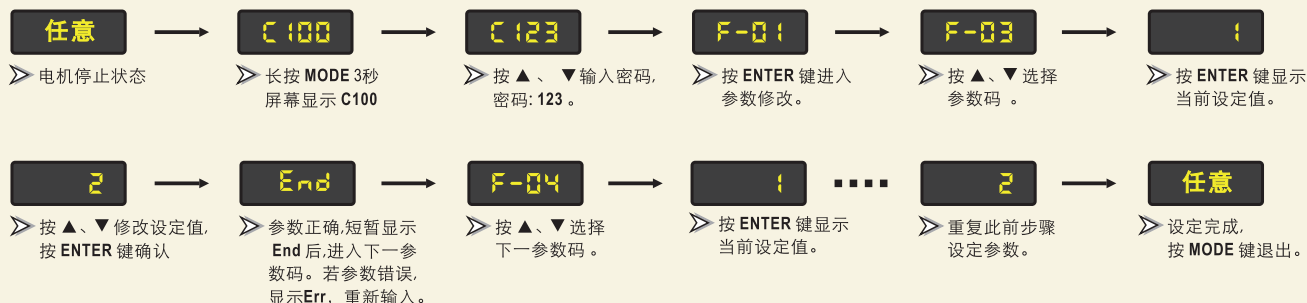 任意
C100
C123
F-01
F-03
1
电机停止状态
长按 MODE 3秒
屏幕显示 C100
按 ▲ 、 ▼ 输入密码,
密码: 123 。
按 ENTER 键进入
参数修改。
按 ▲、▼ 选择
参数码 。
按 ENTER 键显示
当前设定值。
2
End
F-04
1
2
任意
按 ▲、▼ 修改设定值,
按 ENTER 键确认
参数正确,短暂显示
End 后,进入下一参
数码。若参数错误,
显示Err，重新输入。
按 ▲、▼ 选择
下一参数码 。
按 ENTER 键显示
当前设定值。
重复此前步骤
设定参数。
设定完成,
按 MODE 键退出。